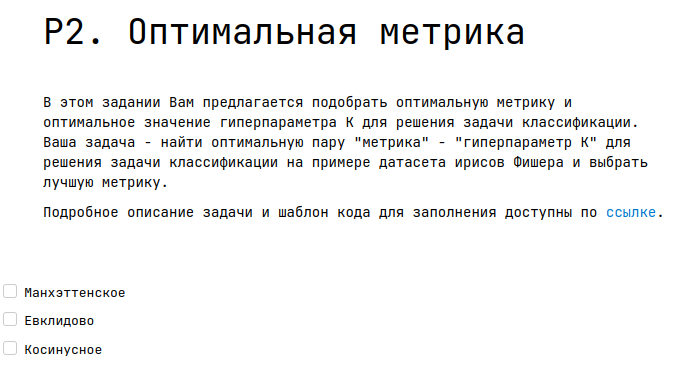 P2. Оптимальная метрика
В этом задании Вам предлагается подобрать оптимальную метрику и
оптимальное значение гиперпараметра К для решения задачи классификации.
Ваша задача - найти оптимальную пару "метрика" - "гиперпараметр К" для
решения задачи классификации на примере датасета ирисов Фишера и выбрать
лучшую метрику.
Подробное описание задачи и шаблон кода для заполнения доступны по ссылке.
Манхэттенское
Евклидово
Косинусное